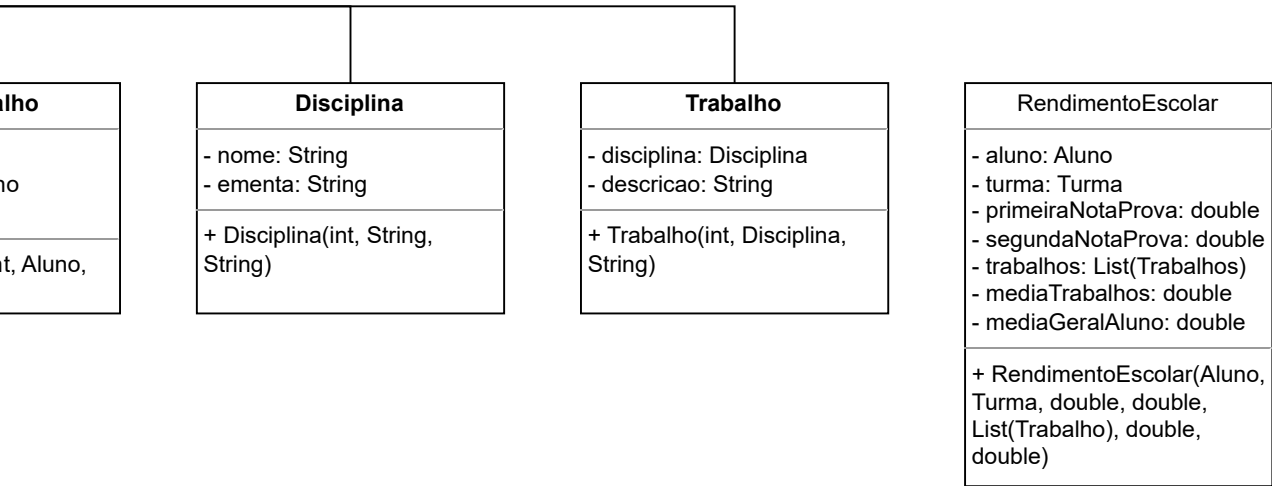 alho
no
nt, Aluno,
Disciplina
- nome: String
- ementa: String
+ Disciplina(int, String,
String)
Trabalho
- disciplina: Disciplina
- descricao: String
+ Trabalho(int, Disciplina,
String)
RendimentoEscolar
- aluno: Aluno
- turma: Turma
- primeiraNotaProva: double
- segundaNotaProva: double
- trabalhos: List(Trabalhos)
- mediaTrabalhos: double
- mediaGeralAluno: double
+ RendimentoEscolar(Aluno,
Turma, double, double,
List(Trabalho), double,
double)